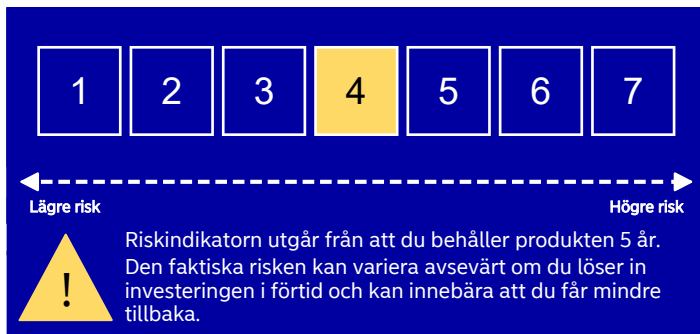 1 2 3 4 5 6 7
Lägre risk Högre risk
! Riskindikatorn utgår från att du behåller produkten 5 år.
Den faktiska risken kan variera avsevärt om du löser in
investeringen i förtid och kan innebära att du får mindre
tillbaka.